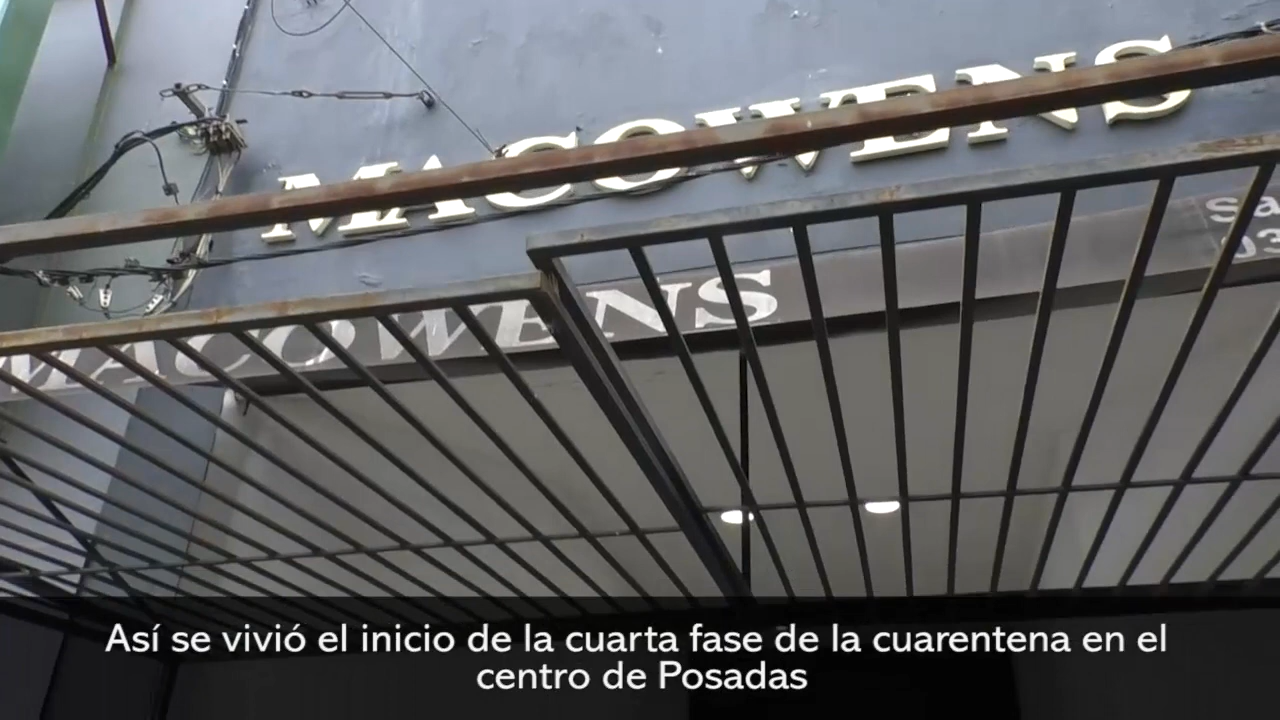 MACOWENS
MACOWENS
Así se vivió el inicio de la cuarta fase de la cuarentena en el
centro de Posadas